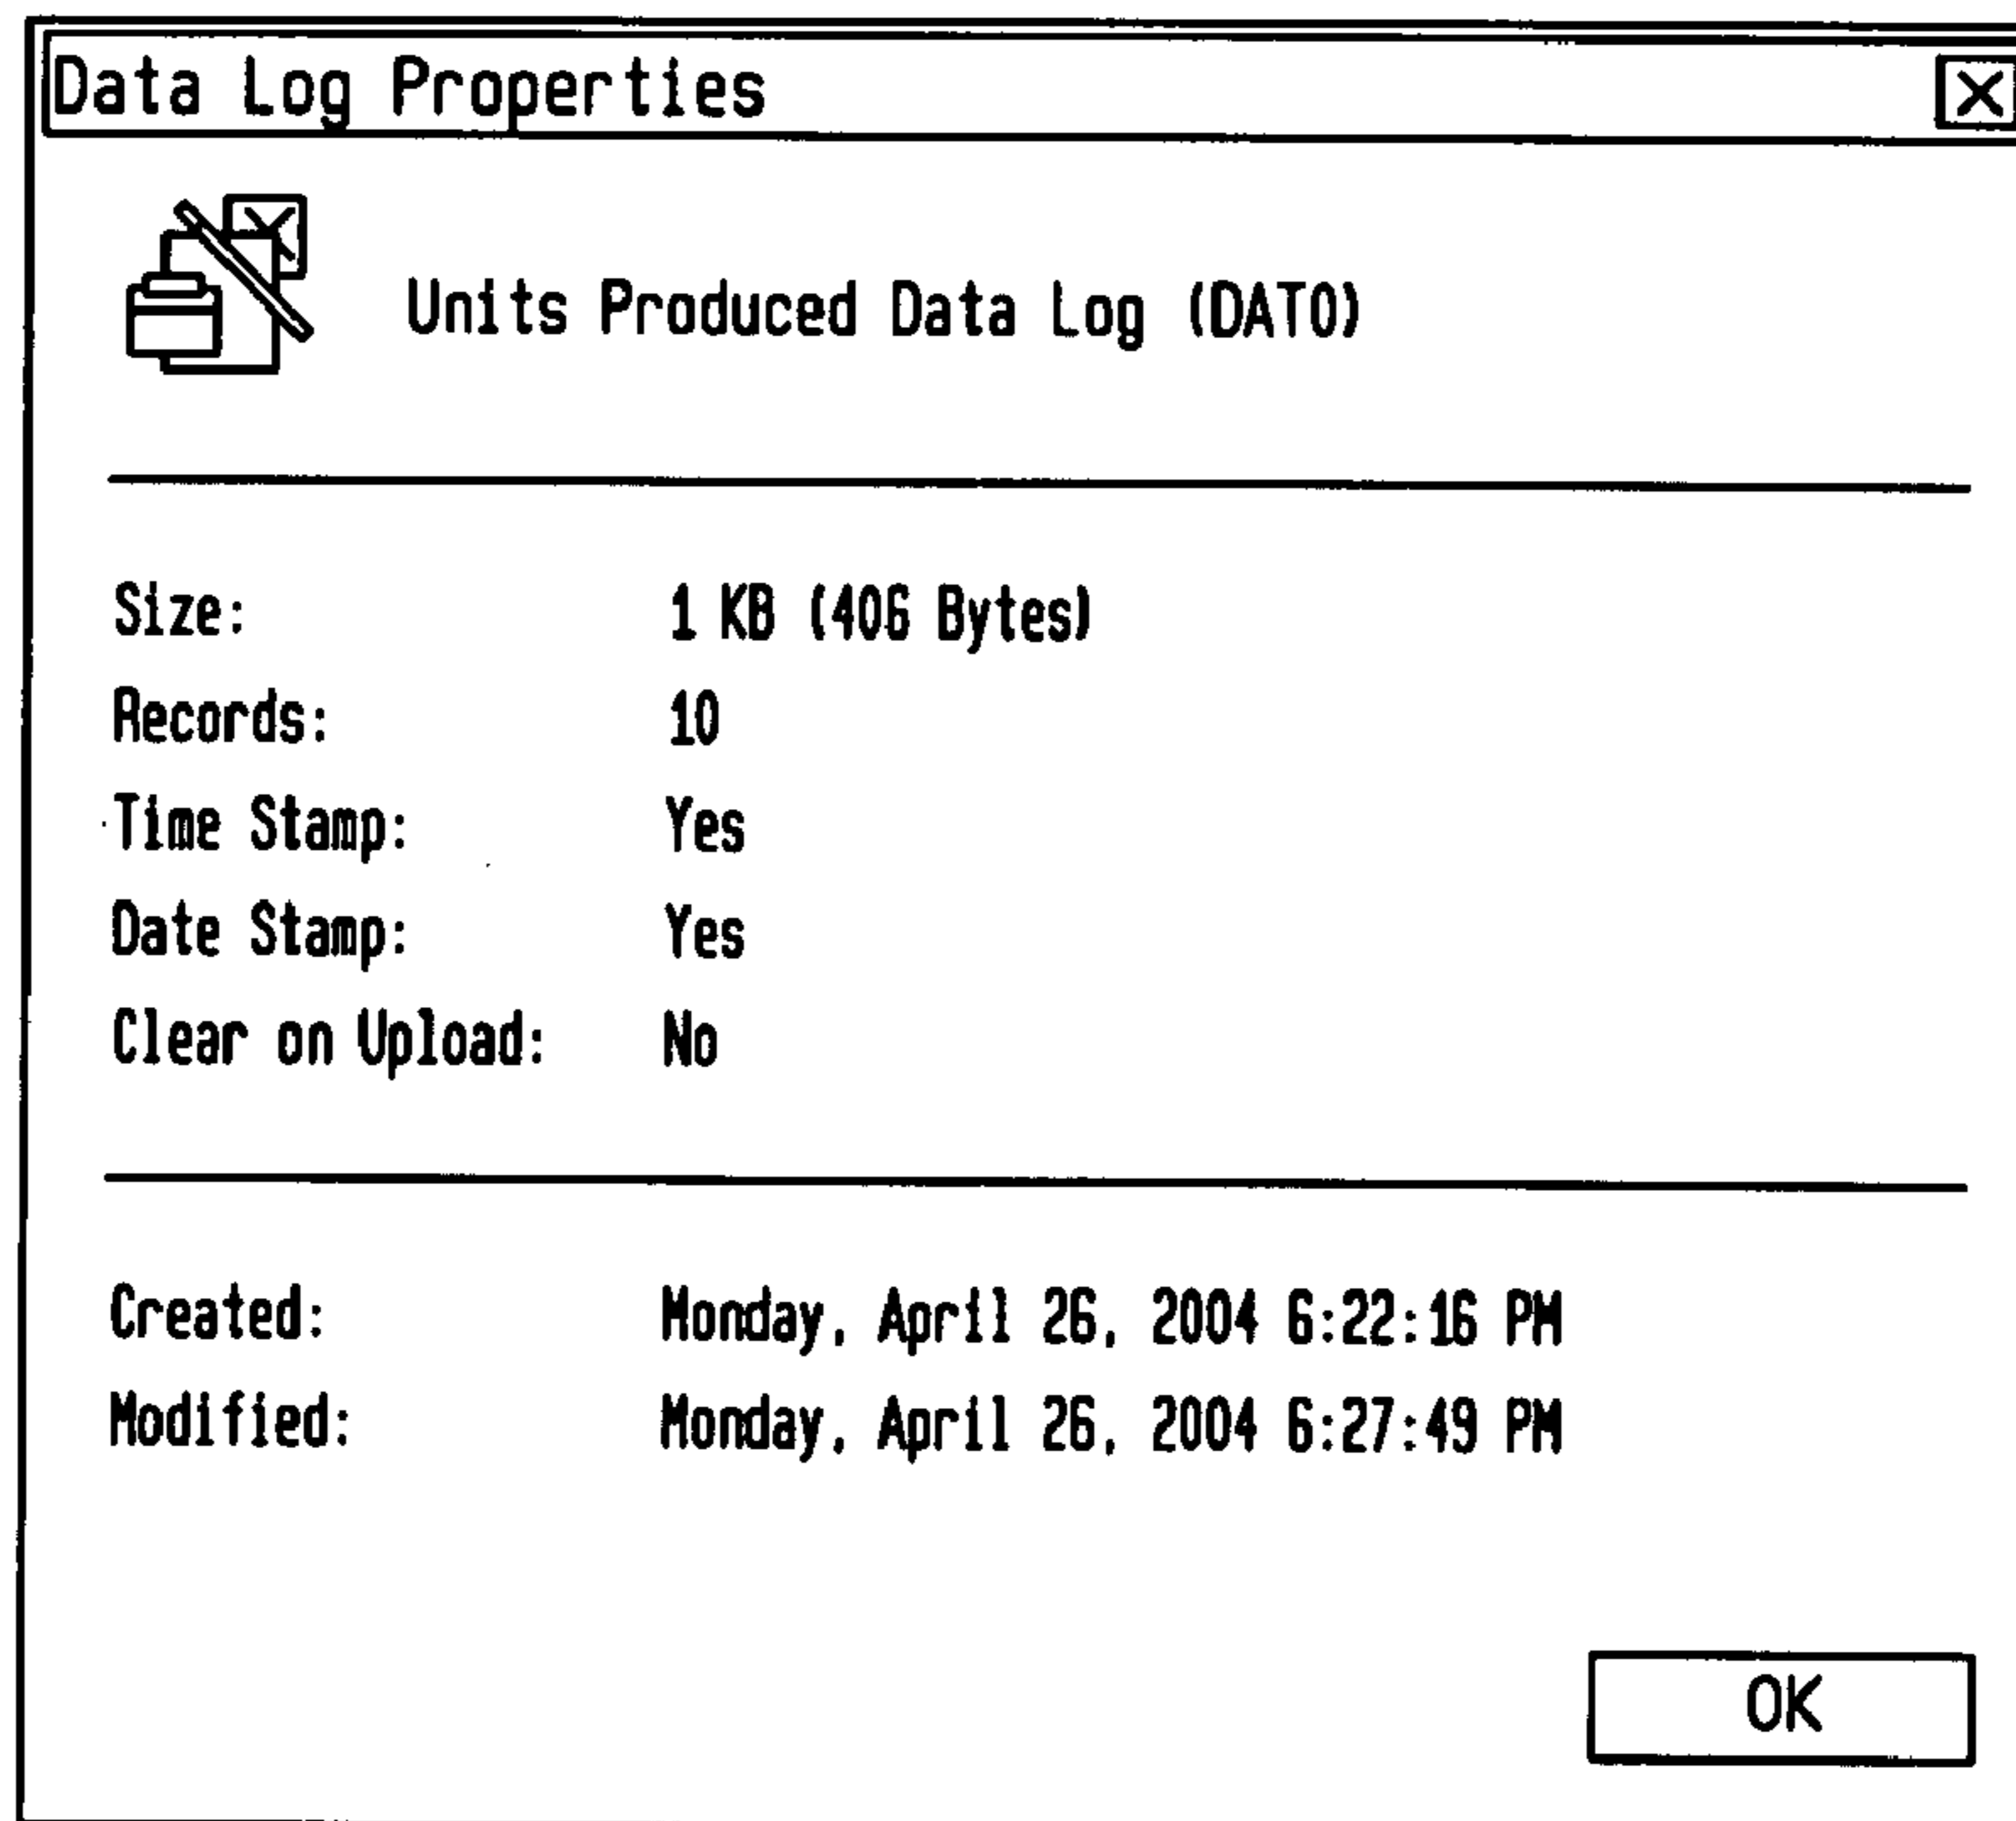 Data Log Properties
Units Produced Data Log (DAT0)
Size: 1 KB (406 Bytes)
Records: 10
Time Stamp: Yes
Date Stamp: Yes
Clear on Upload: No
Created: Monday, April 26, 2004 6:22:16 PM
Modified: Monday, April 26, 2004 6:27:49 PM
OK